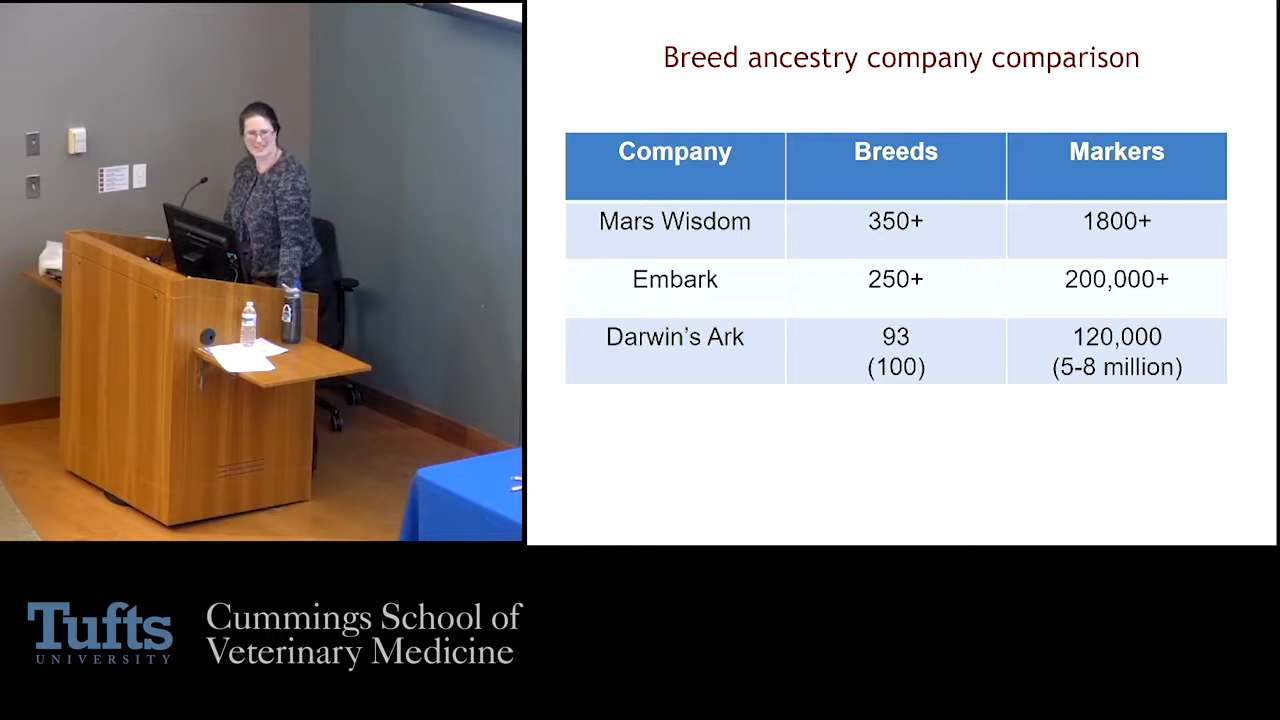 Breed ancestry company comparison
Company Breeds Markers
Mars Wisdom 350+ 1800+
Embark 250+ 200,000+
Darwin's Ark 93 120,000
(100) (5-8 million)
Tufts
UNIVERSITY
Cummings School of
Veterinary Medicine